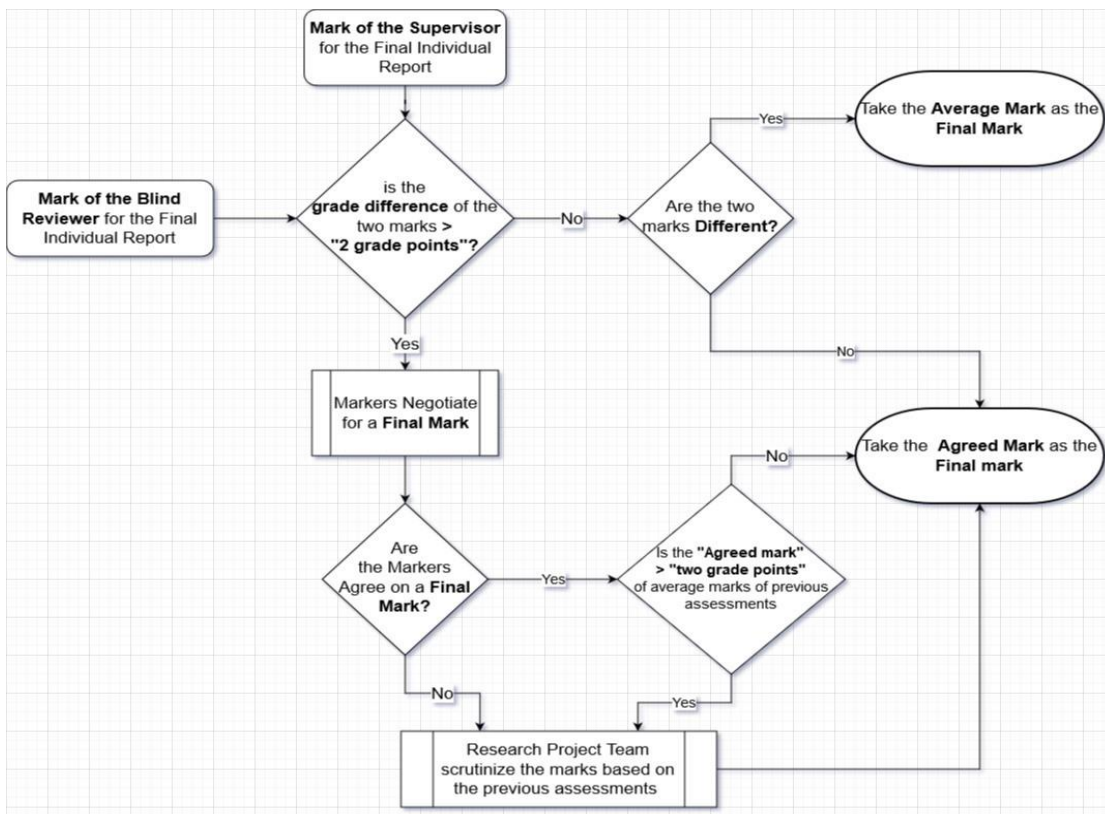 Mark of the Supervisor
for the Final Individual
Report
Take the Average Mark as the
Final Mark
Yes
Mark of the Blind
Reviewer for the Final
Individual Report
is the
grade difference of the
two marks >
"2 grade points"?
No
Are the two
marks Different?
Yes
No
Markers Negotiate
for a Final Mark
Take the Agreed Mark as the
Final mark
No
Are
the Markers
Agree on a Final
Mark?
Yes
Is the "Agreed mark"
> "two grade points"
of average marks of previous
assessments
No
Yes
Research Project Team
scrutinize the marks based on
the previous assessments